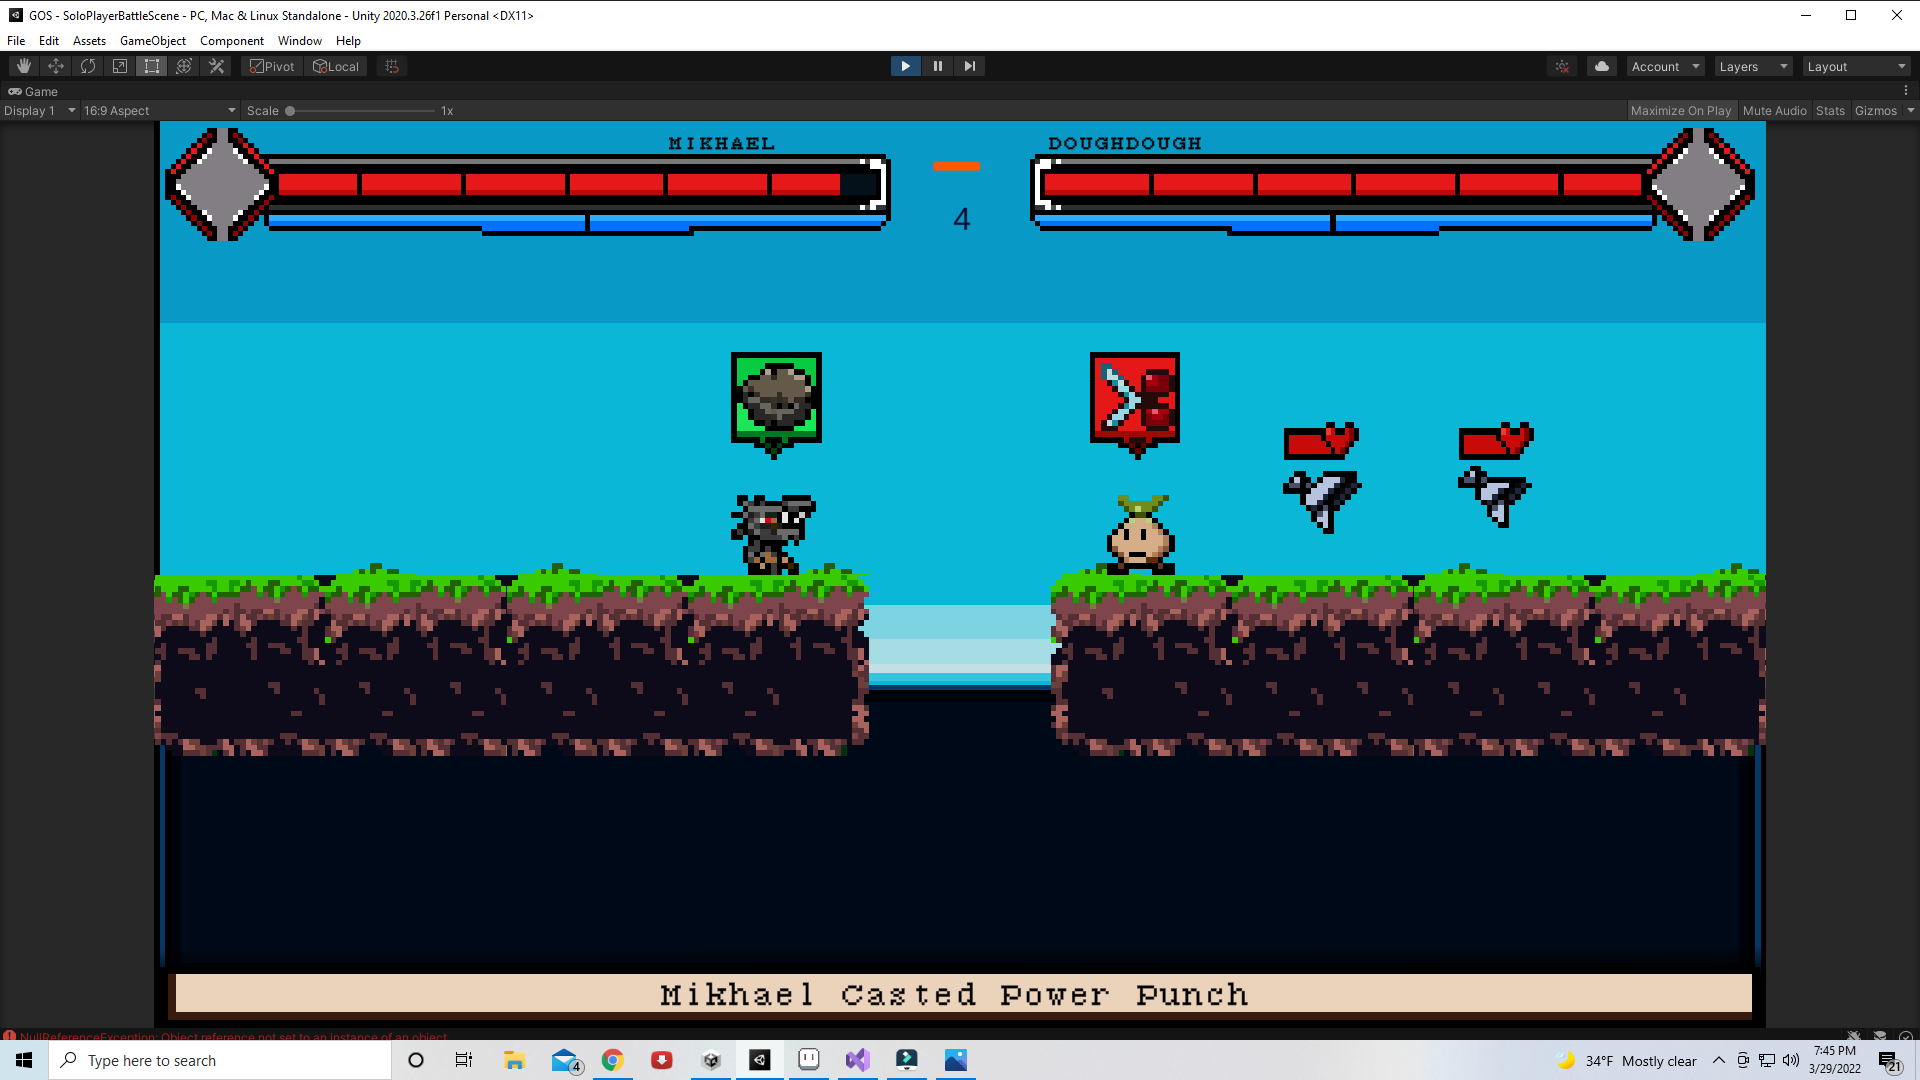 GOS - SoloPlayerBattleScene - PC, Mac & Linux Standalone - Unity 2020.3.26f1 Personal <DX11>
File Edit Assets GameObject Component Window Help
Pivot Local Account Layers Layout
Game
Display 1 16:9 Aspect Scale 1x Maximize On Play Mute Audio Stats Gizmos
MIKHAEL DOUGHDOUGH
4
Mikhael Casted Power Punch
NullReferenceException: Object reference not set to an instance of an object
Type here to search
4
34°F Mostly clear
7:45 PM
3/29/2022
21